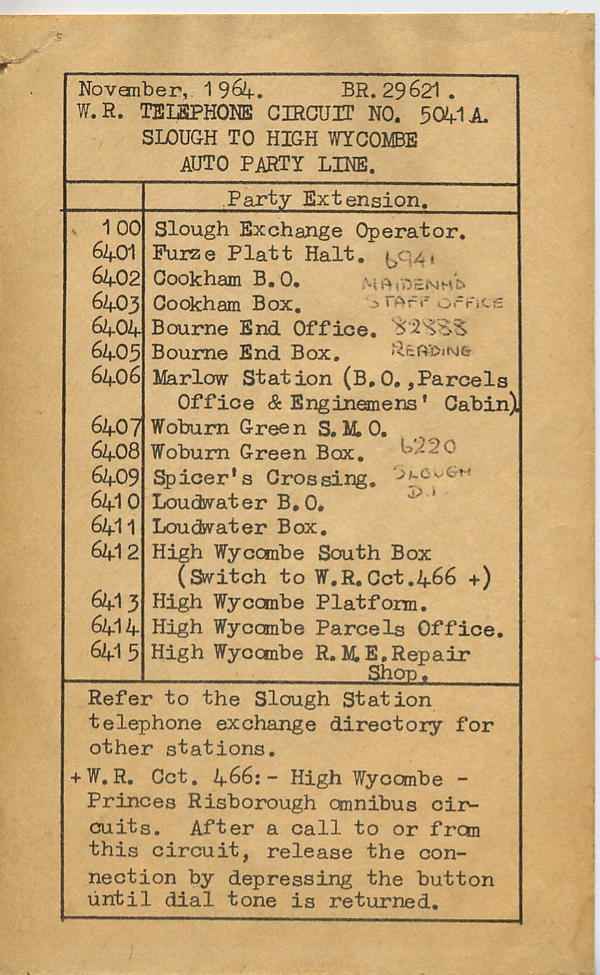 November, 1964. BR.29621.
W.R. TELEPHONE CIRCUIT NO. 5041A.
SLOUGH TO HIGH WYCOMBE
AUTO PARTY LINE.
Party Extension.
100 Slough Exchange Operator.
6401 Furze Platt Halt. 6941
6402 Cookham B.O. MAIDENHD
6403 Cookham Box. STAFF OFFICE
6404 Bourne End Office. 82888
6405 Bourne End Box. READING
6406 Marlow Station (B.O.,Parcels
Office & Enginemens' Cabin).
6407 Woburn Green S.M.O.
6408 Woburn Green Box. 6220
6409 Spicer's Crossing. SLOUGH
D.I.
6410 Loudwater B.O.
6411 Loudwater Box.
6412 High Wycombe South Box
(Switch to W.R.Cct.466 +)
6413 High Wycombe Platform.
6414 High Wycombe Parcels Office.
6415 High Wycombe R.M.E.Repair
Shop.
Refer to the Slough Station
telephone exchange directory for
other stations.
+W.R. Cct. 466:- High Wycombe -
Princes Risborough omnibus cir-
cuits. After a call to or from
this circuit, release the con-
nection by depressing the button
until dial tone is returned.